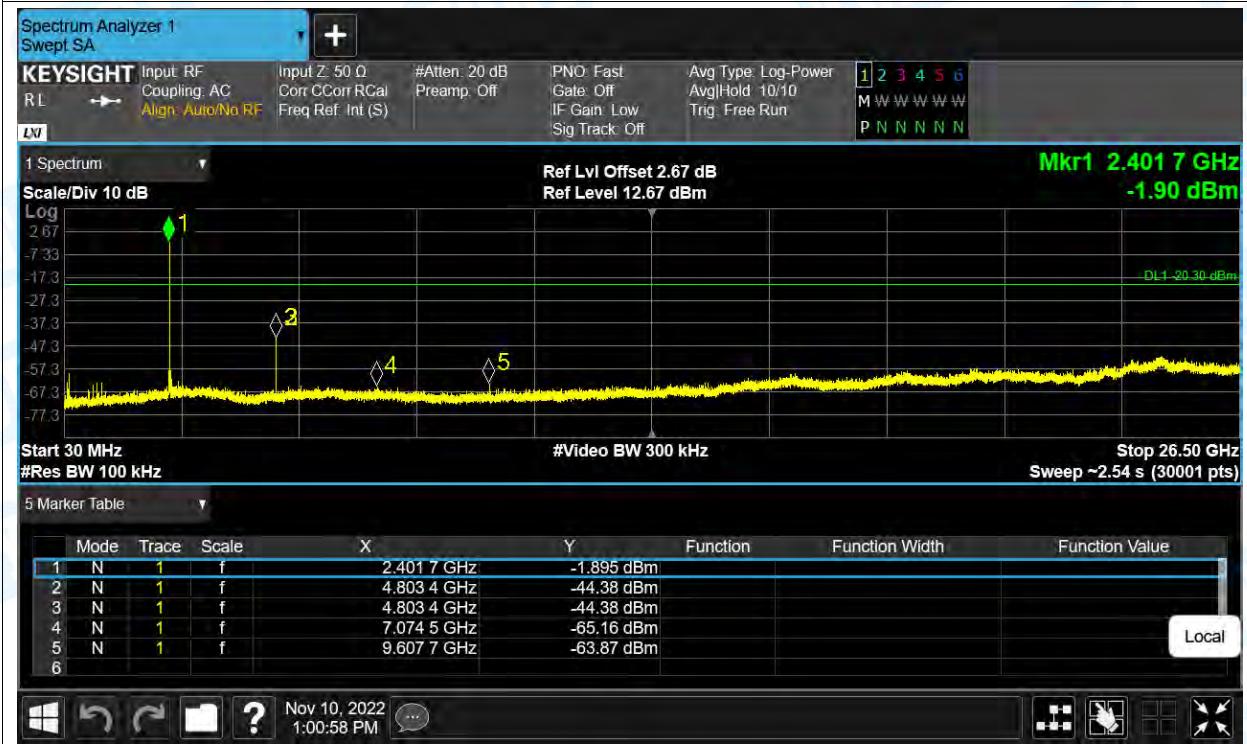 Spectrum Analyzer 1
Swept SA
+
KEYSIGHT Input: RF Input Z: 50 Ω #Atten: 20 dB PNO: Fast Avg Type: Log-Power 1 2 3 4 5 6
RL Coupling: AC Corr CCorr RCal Preamp: Off Gate: Off Avg|Hold: 10/10 M W W W W W
Align: Auto/No RF Freq Ref: Int (S) IF Gain: Low Trig: Free Run
LXI Sig Track: Off P N N N N N N
1 Spectrum Ref Lvl Offset 2.67 dB Mkr1 2.401 7 GHz
Scale/Div 10 dB Ref Level 12.67 dBm -1.90 dBm
Log
1
2.67
-7.33
-17.3 DL1 -20.30 dBm
-27.3
-37.3
-47.3
-57.3 4 5
-67.3
-77.3
Start 30 MHz #Video BW 300 kHz Stop 26.50 GHz
#Res BW 100 kHz Sweep ~2.54 s (30001 pts)
5 Marker Table
Mode Trace Scale X Y Function Function Width Function Value
1 N 1 f 2.401 7 GHz -1.895 dBm
2 N 1 f 4.803 4 GHz -44.38 dBm
3 N 1 f 4.803 4 GHz -44.38 dBm
4 N 1 f 7.074 5 GHz -65.16 dBm
5 N 1 f 9.607 7 GHz -63.87 dBm
6
Local
? Nov 10, 2022
1:00:58 PM